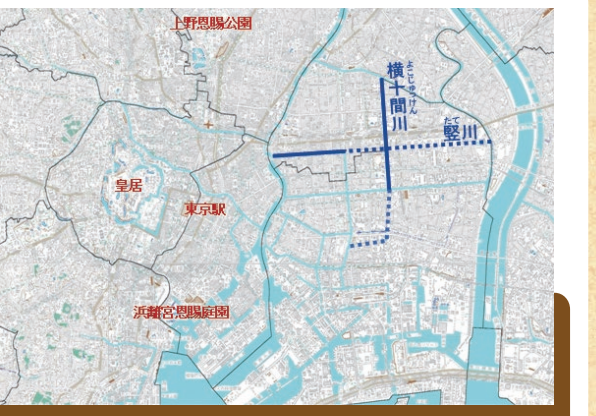 上野恩賜公園
よこじゅっけん
横十間川
たて
竪川
皇居
東京駅
浜離宮恩賜庭園